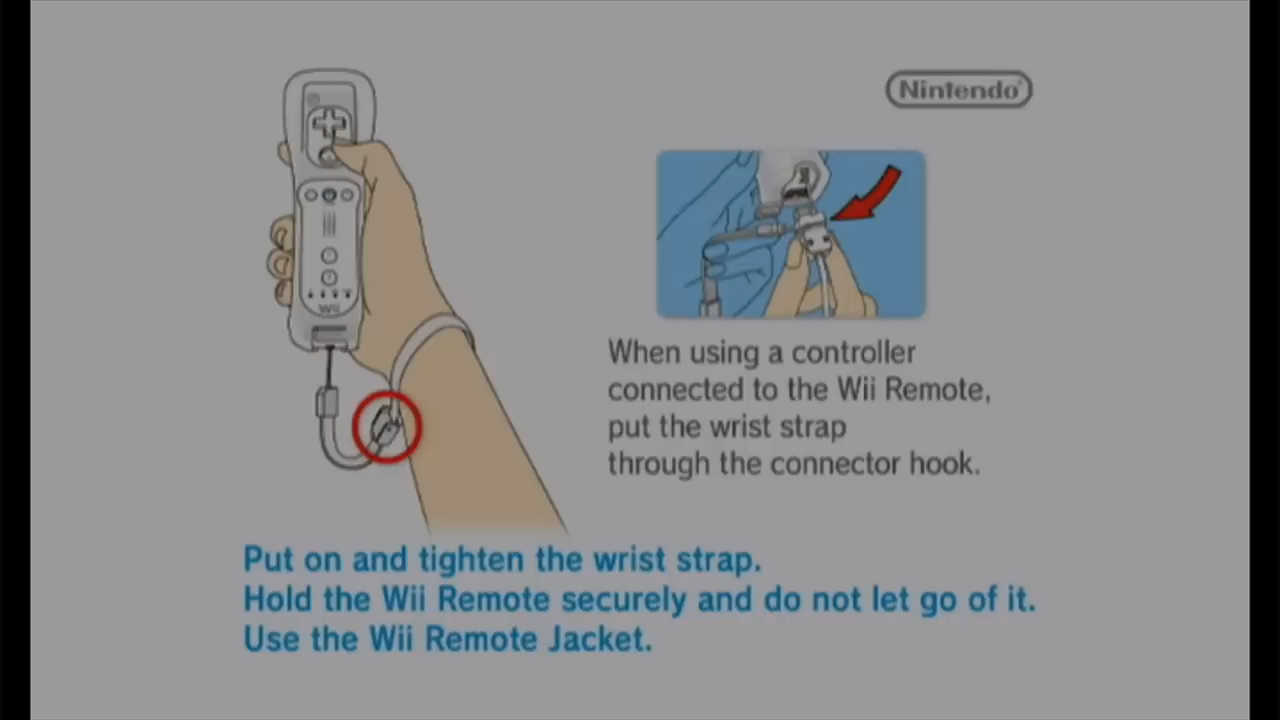 Nintendo
Wii
When using a controller
connected to the Wii Remote,
put the wrist strap
through the connector hook.
Put on and tighten the wrist strap.
Hold the Wii Remote securely and do not let go of it.
Use the Wii Remote Jacket.